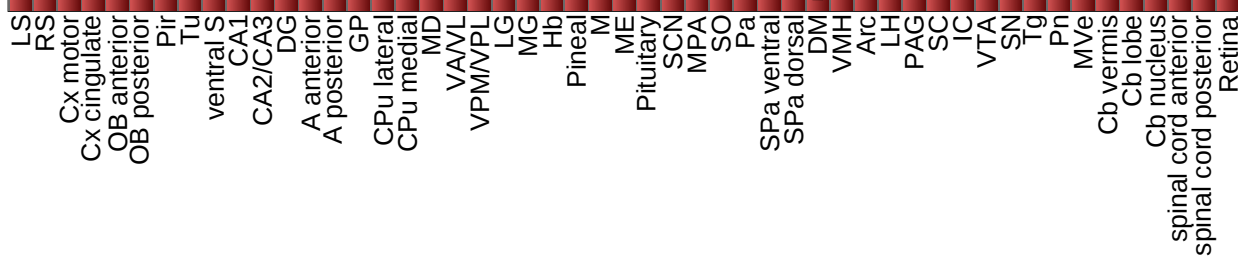 LS
RS
Cx motor
Cx cingulate
OB anterior
OB posterior
Pir
Tu
ventral S
CA1
CA2/CA3
DG
A anterior
A posterior
GP
CPu lateral
CPu medial
MD
VA/VL
VPM/VPL
LG
MG
Hb
Pineal
M
ME
Pituitary
SCN
MPA
SO
Pa
SPa ventral
SPa dorsal
DM
VMH
Arc
LH
PAG
SC
IC
VTA
SN
Tg
Pn
MVe
Cb vermis
Cb lobe
Cb nucleus
spinal cord anterior
spinal cord posterior
Retina